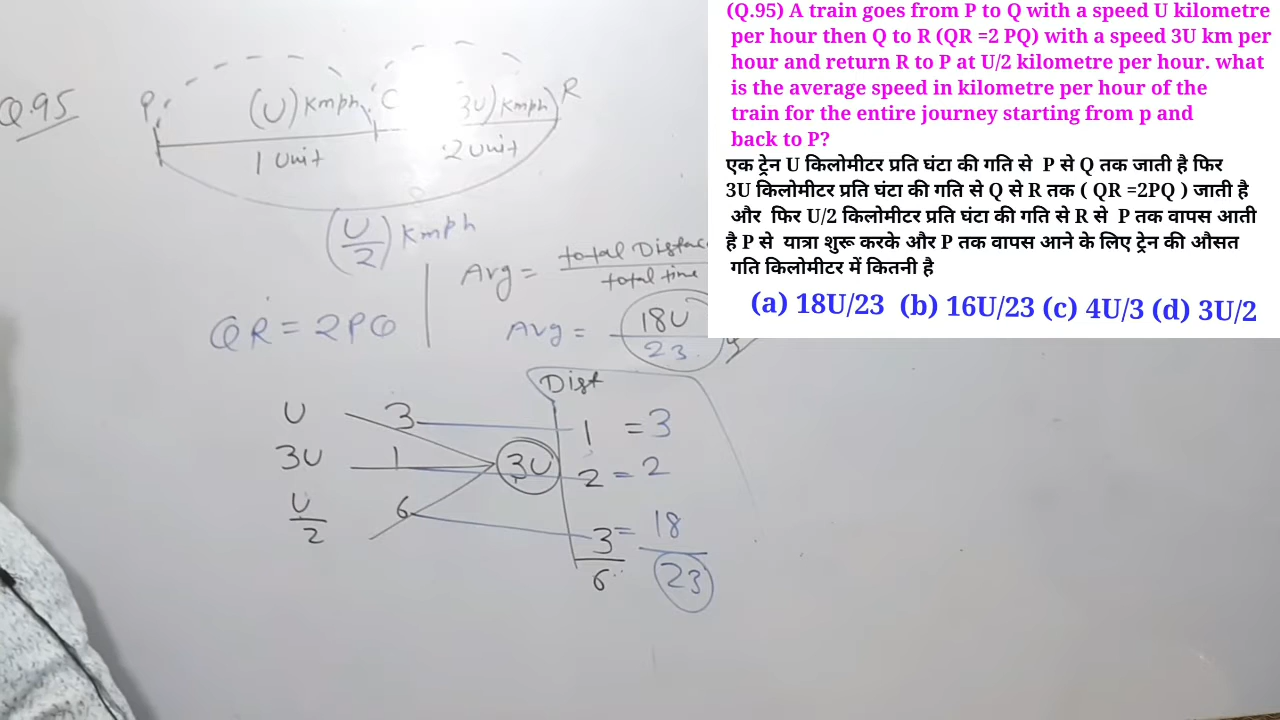 (Q.95) A train goes from P to Q with a speed U kilometre
per hour then Q to R (QR =2 PQ) with a speed 3U km per
hour and return R to P at U/2 kilometre per hour. what
is the average speed in kilometre per hour of the
train for the entire journey starting from p and
back to P?
एक ट्रेन U किलोमीटर प्रति घंटा की गति से P से Q तक जाती है फिर
3U किलोमीटर प्रति घंटा की गति से Q से R तक ( QR =2PQ ) जाती है
और फिर U/2 किलोमीटर प्रति घंटा की गति से R से P तक वापस आती
है P से यात्रा शुरू करके और P तक वापस आने के लिए ट्रेन की औसत
गति किलोमीटर में कितनी है
(a) 18U/23 (b) 16U/23 (c) 4U/3 (d) 3U/2
Q.95
P (U) Kmph 3U) Kmph R
1 Unit 2 Unit
(U/2) Kmph
QR = 2PQ
Avg = total / total time
Avg = 18U / 23
Dist
U 3 1 = 3
3U 1 3U 2 = 2
U/2 6 3 = 18
6 23